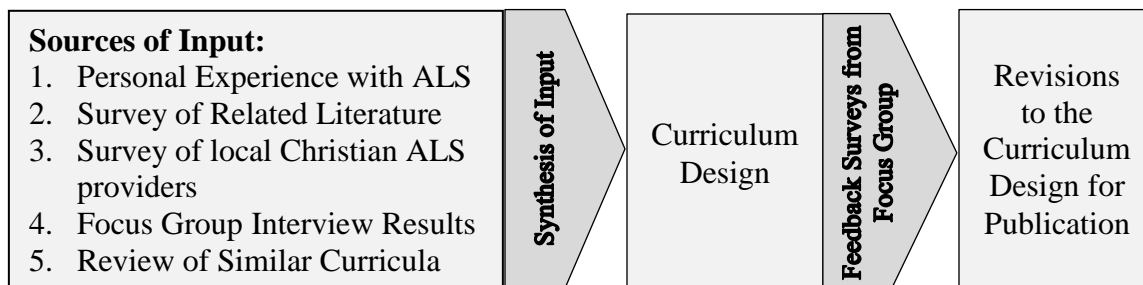 Sources of Input:
1. Personal Experience with ALS
2. Survey of Related Literature
3. Survey of local Christian ALS
providers
4. Focus Group Interview Results
5. Review of Similar Curricula
Synthesis of Input
Curriculum
Design
Feedback Surveys from
Focus Group
Revisions
to the
Curriculum
Design for
Publication